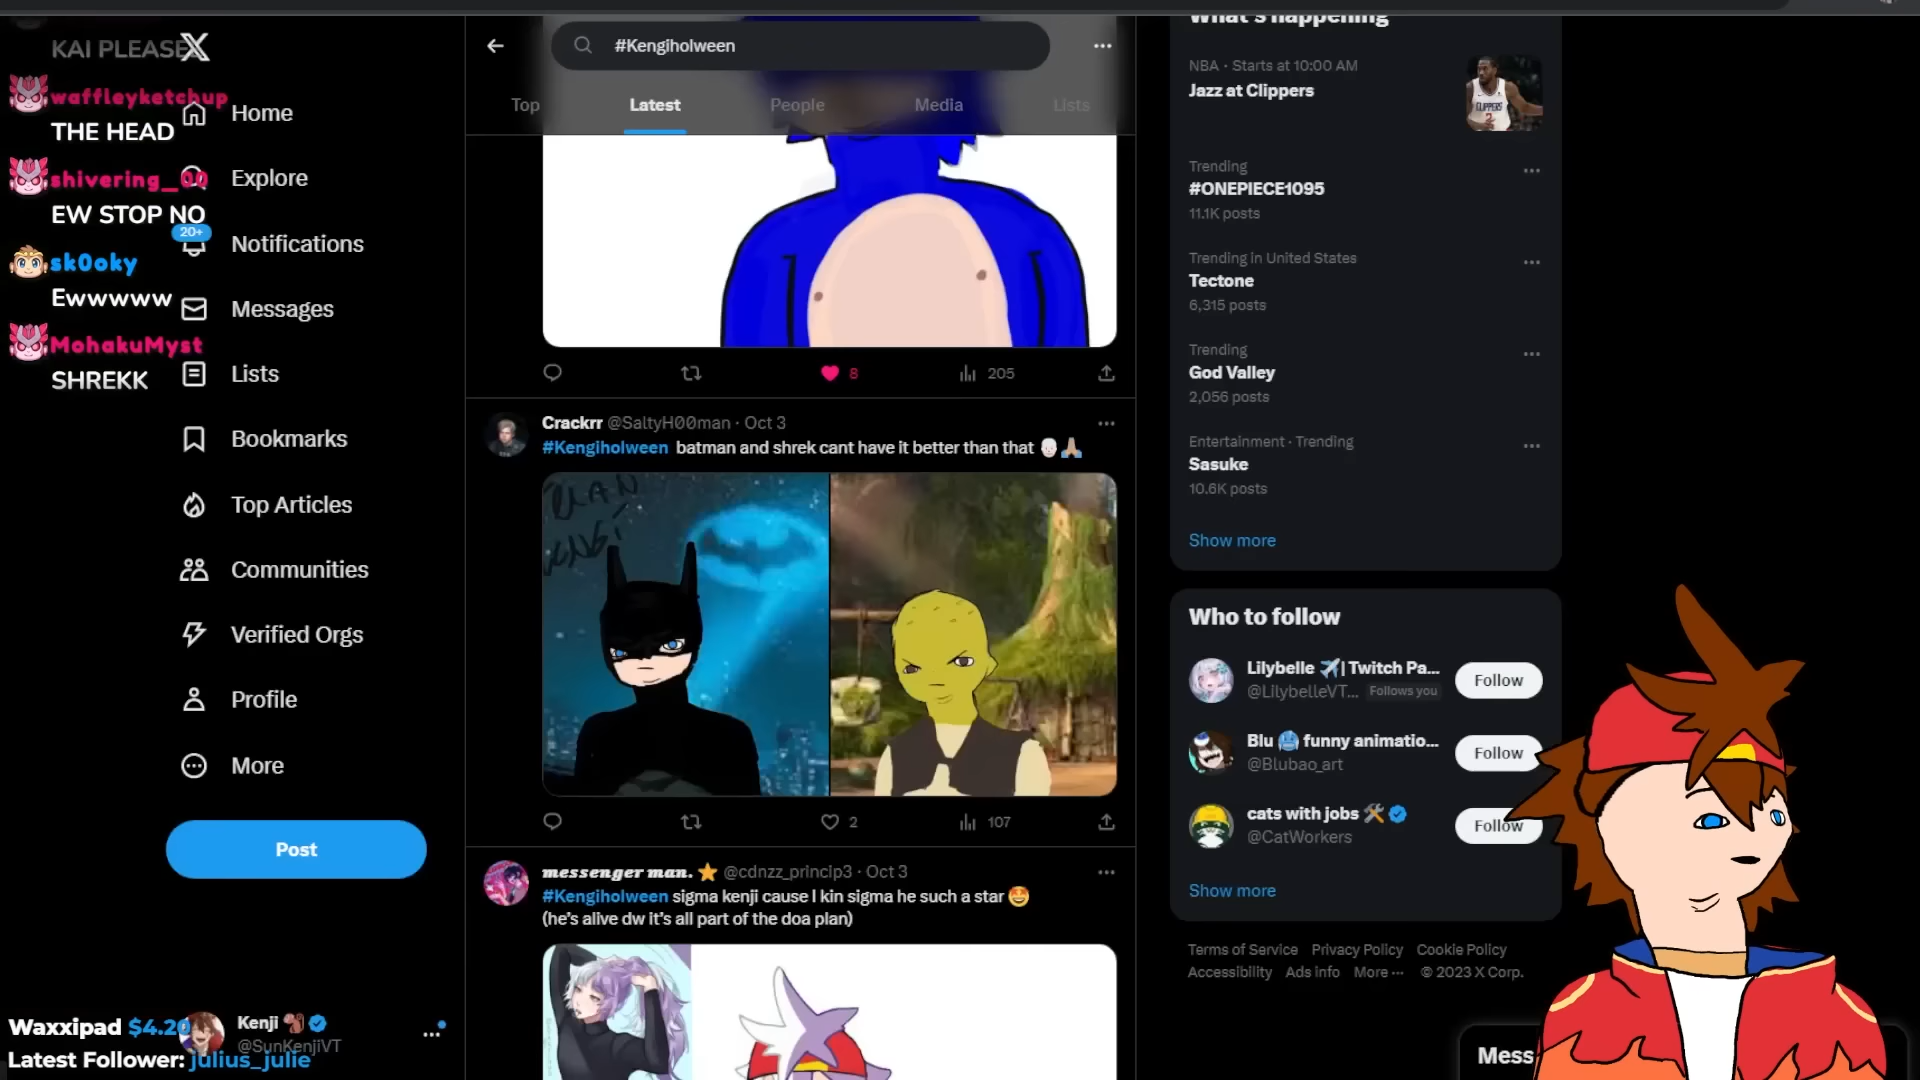 KAI PLEASE
waffleyketchup
THE HEAD
shivering_00
EW STOP NO
sk0oky
Ewwwww
MohakuMyst
SHREKK
Home
Explore
20+
Notifications
Messages
Lists
Bookmarks
Top Articles
Communities
Verified Orgs
Profile
More
Post
Waxxipad $4.20
Latest Follower: julius_julie
Kenji
@SunKenjiVT
#Kengiholween
Top
Latest
People
Media
Lists
8
205
Crackrr @SaltyH00man · Oct 3
#Kengiholween batman and shrek cant have it better than that
2
107
messenger man. @cdnzz_princip3 · Oct 3
#Kengiholween sigma kenji cause I kin sigma he such a star
(he's alive dw it's all part of the doa plan)
What's happening
NBA · Starts at 10:00 AM
Jazz at Clippers
CLIPPERS
2
Trending
#ONEPIECE1095
11.1K posts
Trending in United States
Tectone
6,315 posts
Trending
God Valley
2,056 posts
Entertainment · Trending
Sasuke
10.6K posts
Show more
Who to follow
Lilybelle | Twitch Pa...
@LilybelleVT... Follows you
Follow
Blu funny animatio...
@Blubao_art
Follow
cats with jobs
@CatWorkers
Follow
Show more
Terms of Service Privacy Policy Cookie Policy
Accessibility Ads info More ··· © 2023 X Corp.
Mess